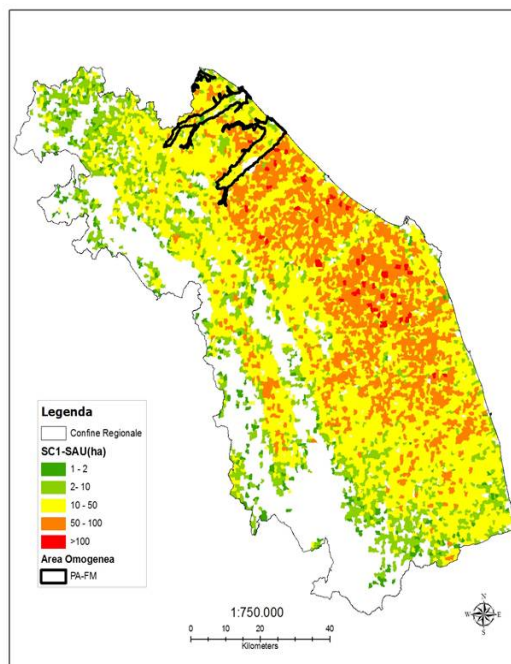 Legenda
Confine Regionale
SC1-SAU(ha)
1 - 2
2- 10
10 - 50
50 - 100
>100
Area Omogenea
PA-FM
1:750.000
0 10 20 40
Kilometers
N
W E
S